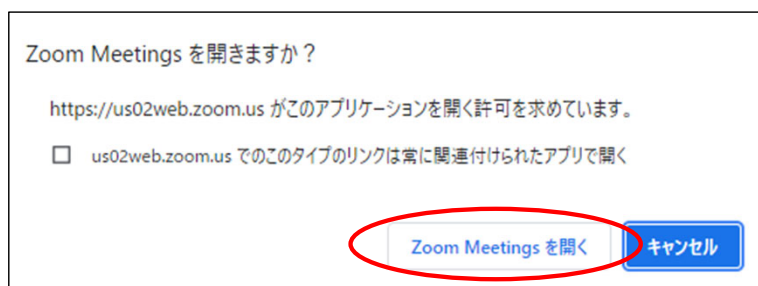 Zoom Meetings を開きますか？
https://us02web.zoom.us がこのアプリケーションを開く許可を求めています。
us02web.zoom.us でのこのタイプのリンクは常に関連付けられたアプリで開く
Zoom Meetings を開く
キャンセル